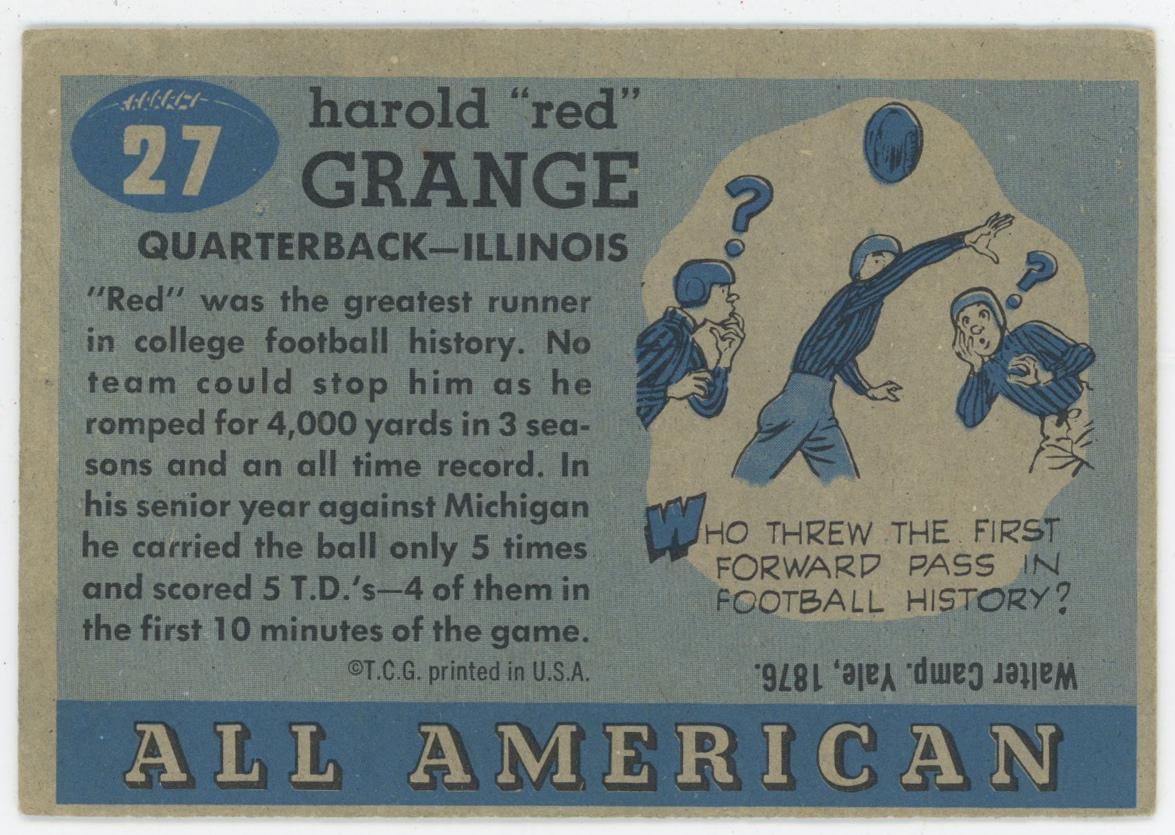 27
harold "red"
GRANGE
QUARTERBACK—ILLINOIS
"Red" was the greatest runner
in college football history. No
team could stop him as he
romped for 4,000 yards in 3 sea-
sons and an all time record. In
his senior year against Michigan
he carried the ball only 5 times
and scored 5 T.D.'s—4 of them in
the first 10 minutes of the game.
©T.C.G. printed in U.S.A.
?
?
WHO THREW THE FIRST
FORWARD PASS IN
FOOTBALL HISTORY?
Walter Camp. Yale, 1876.
ALL AMERICAN